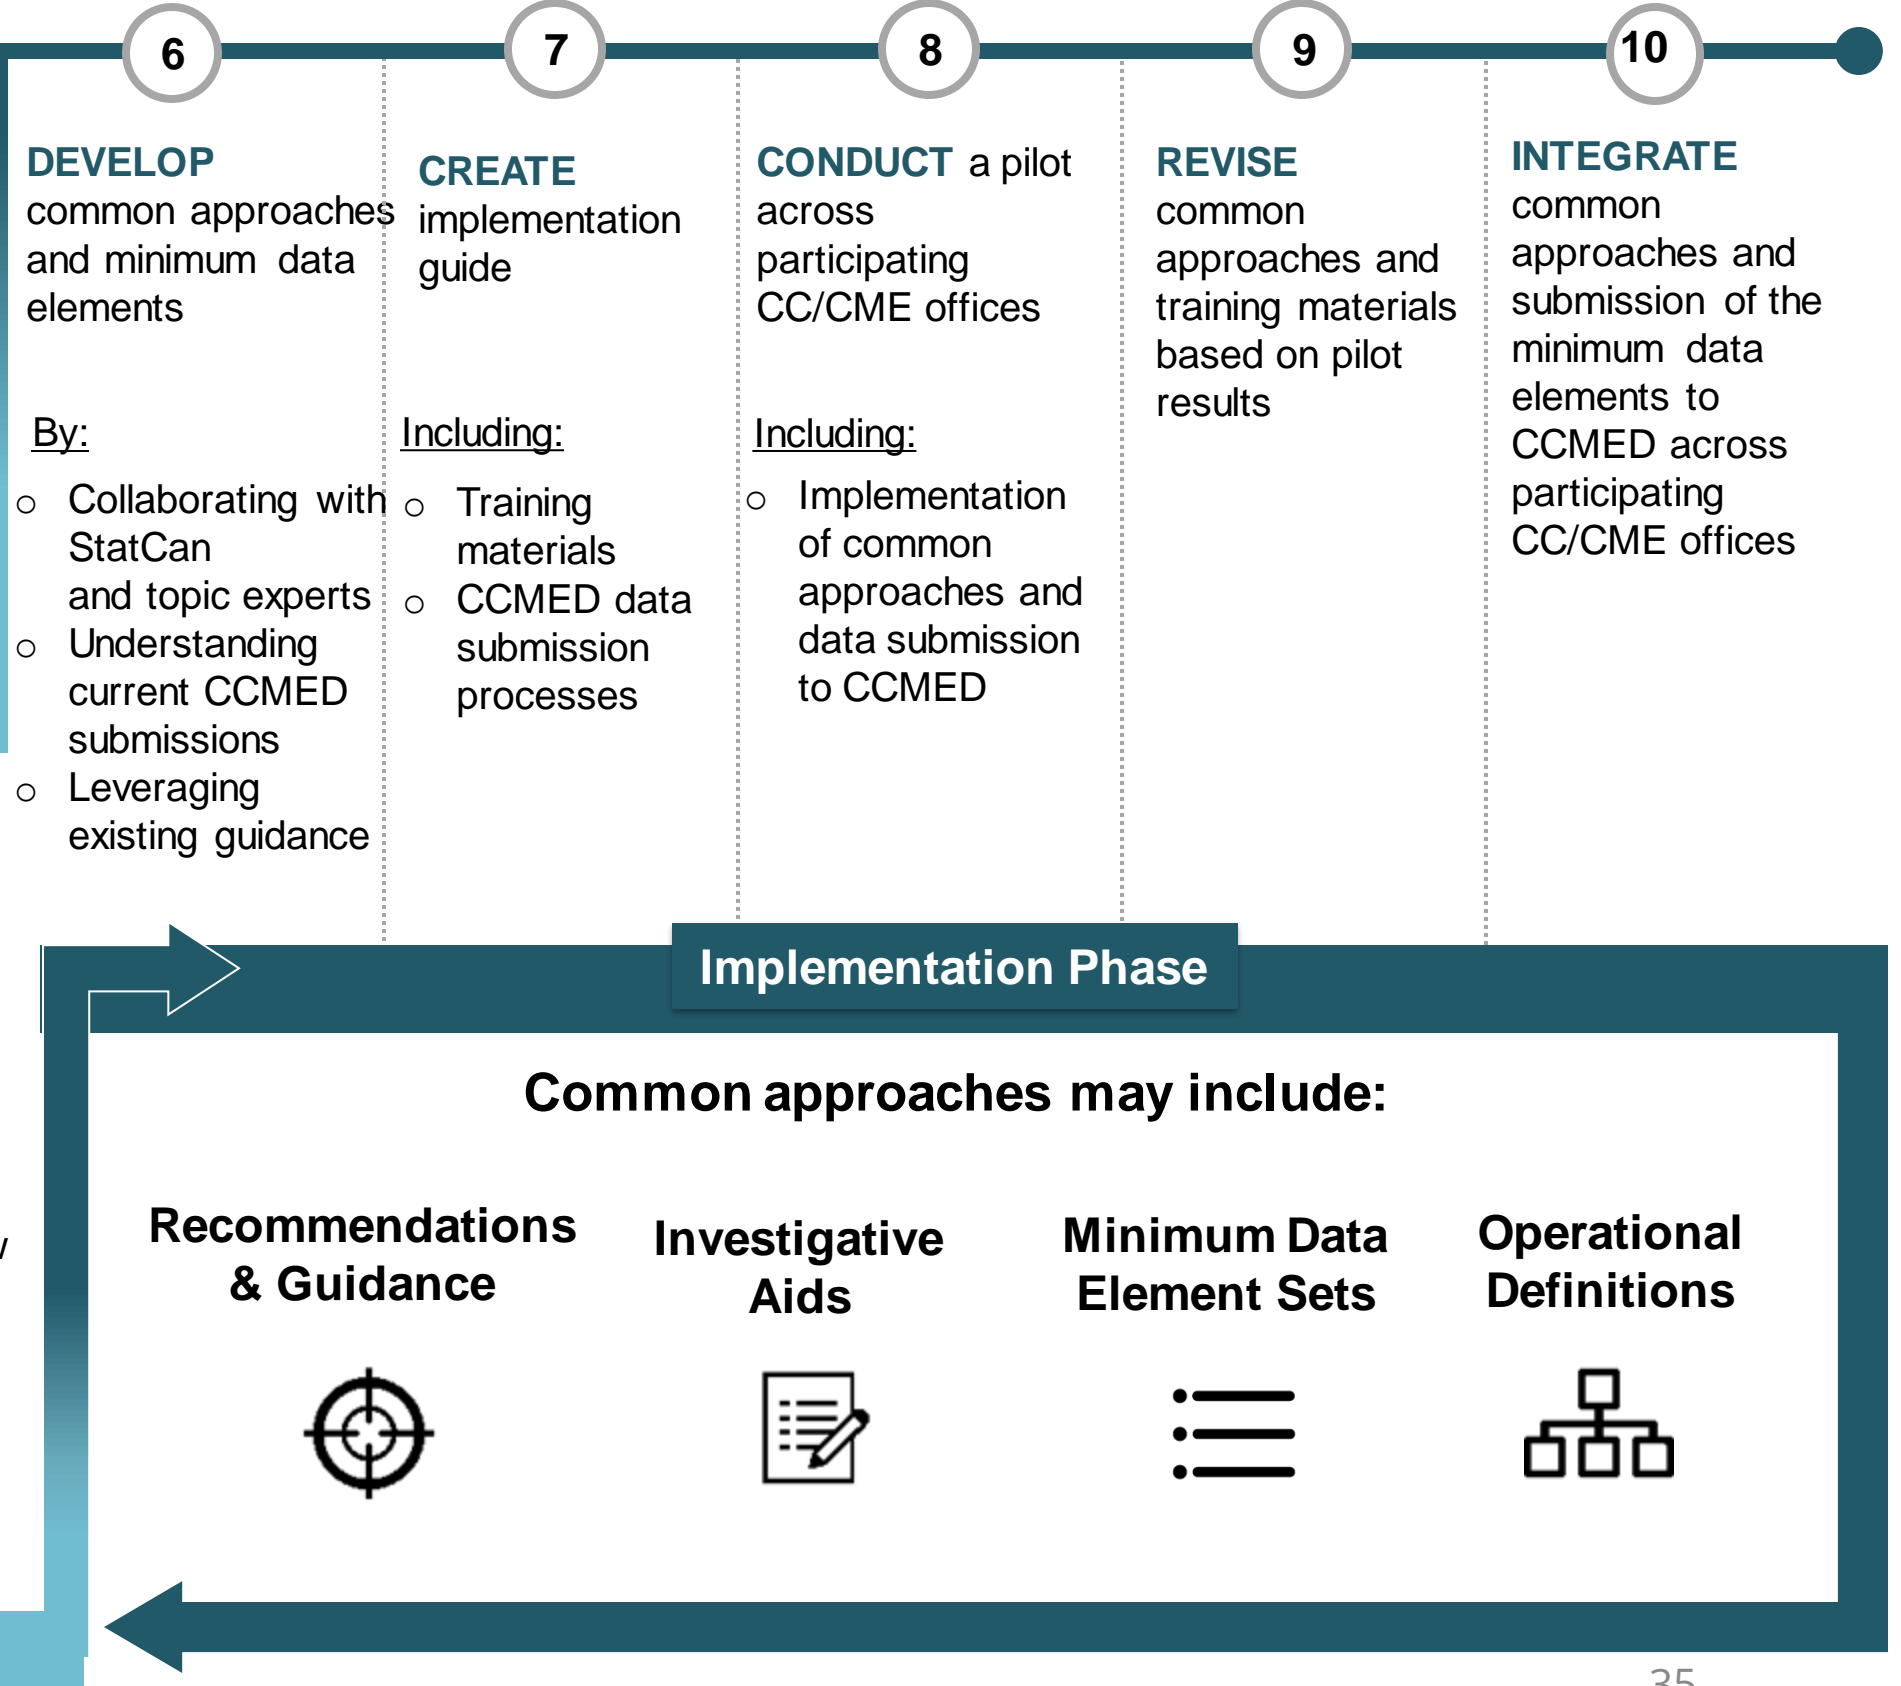 6
7
8
9
10
DEVELOP
common approaches
and minimum data
elements
By:
o Collaborating with
StatCan
and topic experts
o Understanding
current CCMED
submissions
o Leveraging
existing guidance
CREATE
implementation
guide
Including:
o Training
materials
o CCMED data
submission
processes
CONDUCT a pilot
across
participating
CC/CME offices
Including:
o Implementation
of common
approaches and
data submission
to CCMED
REVISE
common
approaches and
training materials
based on pilot
results
INTEGRATE
common
approaches and
submission of the
minimum data
elements to
CCMED across
participating
CC/CME offices
Implementation Phase
Common approaches may include:
Recommendations
& Guidance
Investigative
Aids
Minimum Data
Element Sets
Operational
Definitions
35